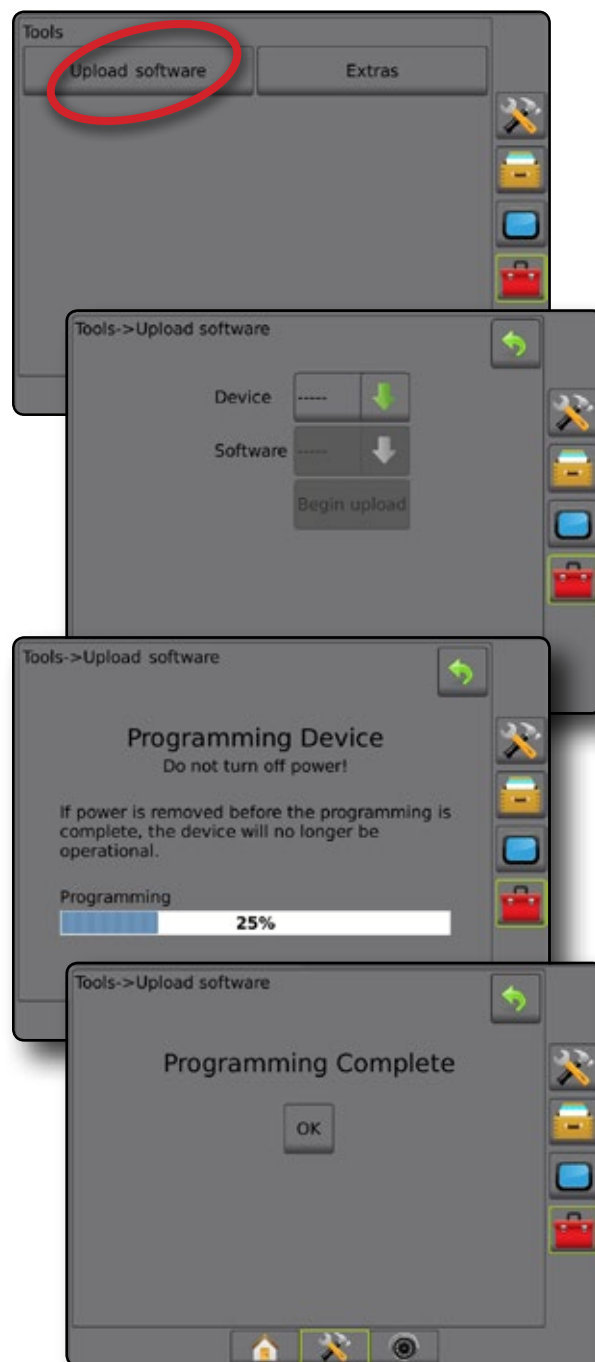 Tools
Upload software
Extras
Tools->Upload software
Device -----
Software -----
Begin upload
Tools->Upload software
Programming Device
Do not turn off power!
If power is removed before the programming is
complete, the device will no longer be
operational.
Programming
25%
Tools->Upload software
Programming Complete
OK